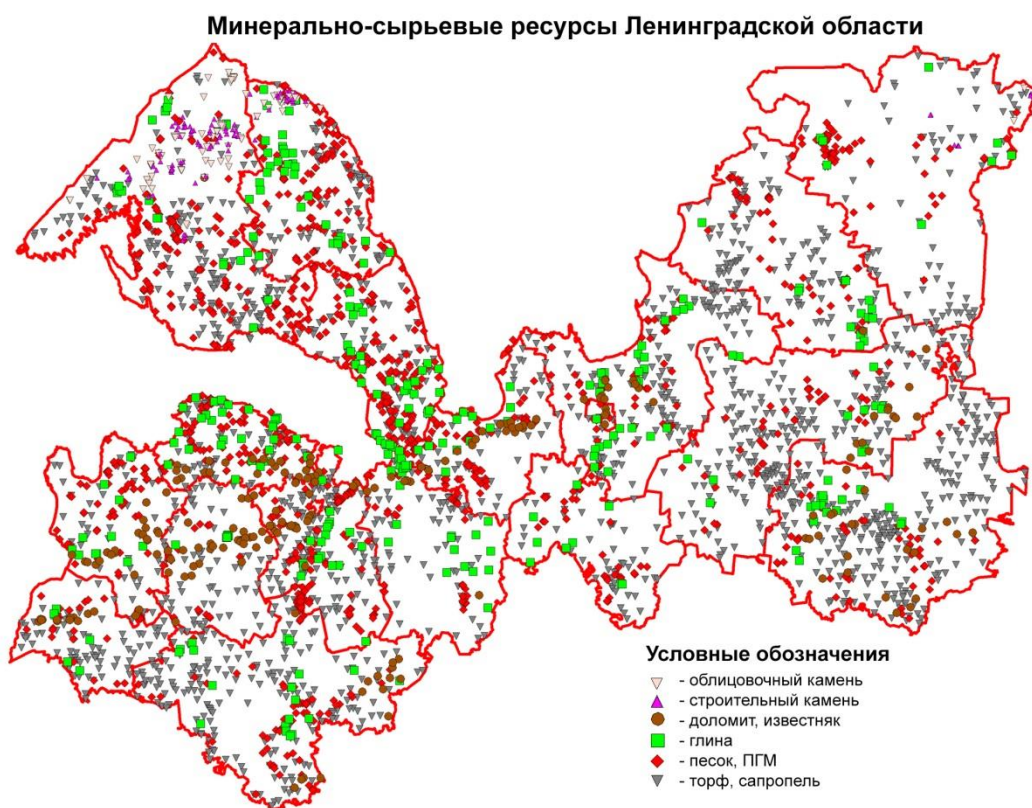 Минерально-сырьевые ресурсы Ленинградской области
Условные обозначения
- облицовочный камень
- строительный камень
- доломит, известняк
- глина
- песок, ПГМ
- торф, сапропель